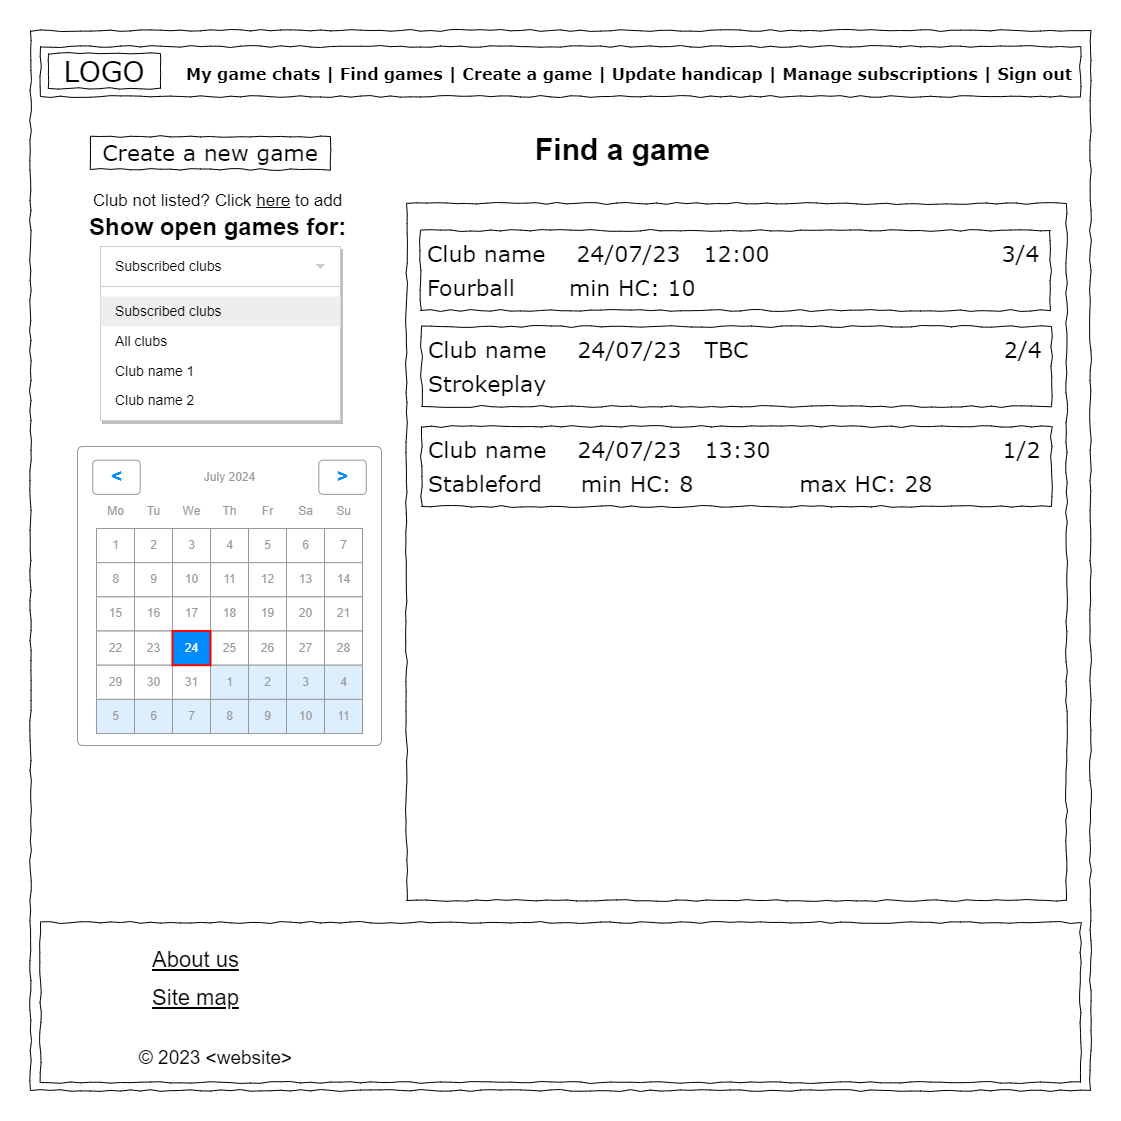 LOGO My game chats | Find games | Create a game | Update handicap | Manage subscriptions | Sign out
Create a new game
Find a game
Club not listed? Click here to add
Show open games for:
Subscribed clubs
Subscribed clubs
All clubs
Club name 1
Club name 2
< July 2024 >
Mo Tu We Th Fr Sa Su
1 2 3 4 5 6 7
8 9 10 11 12 13 14
15 16 17 18 19 20 21
22 23 24 25 26 27 28
29 30 31 1 2 3 4
5 6 7 8 9 10 11
Club name 24/07/23 12:00 3/4
Fourball min HC: 10
Club name 24/07/23 TBC 2/4
Strokeplay
Club name 24/07/23 13:30 1/2
Stableford min HC: 8 max HC: 28
About us
Site map
© 2023 <website>